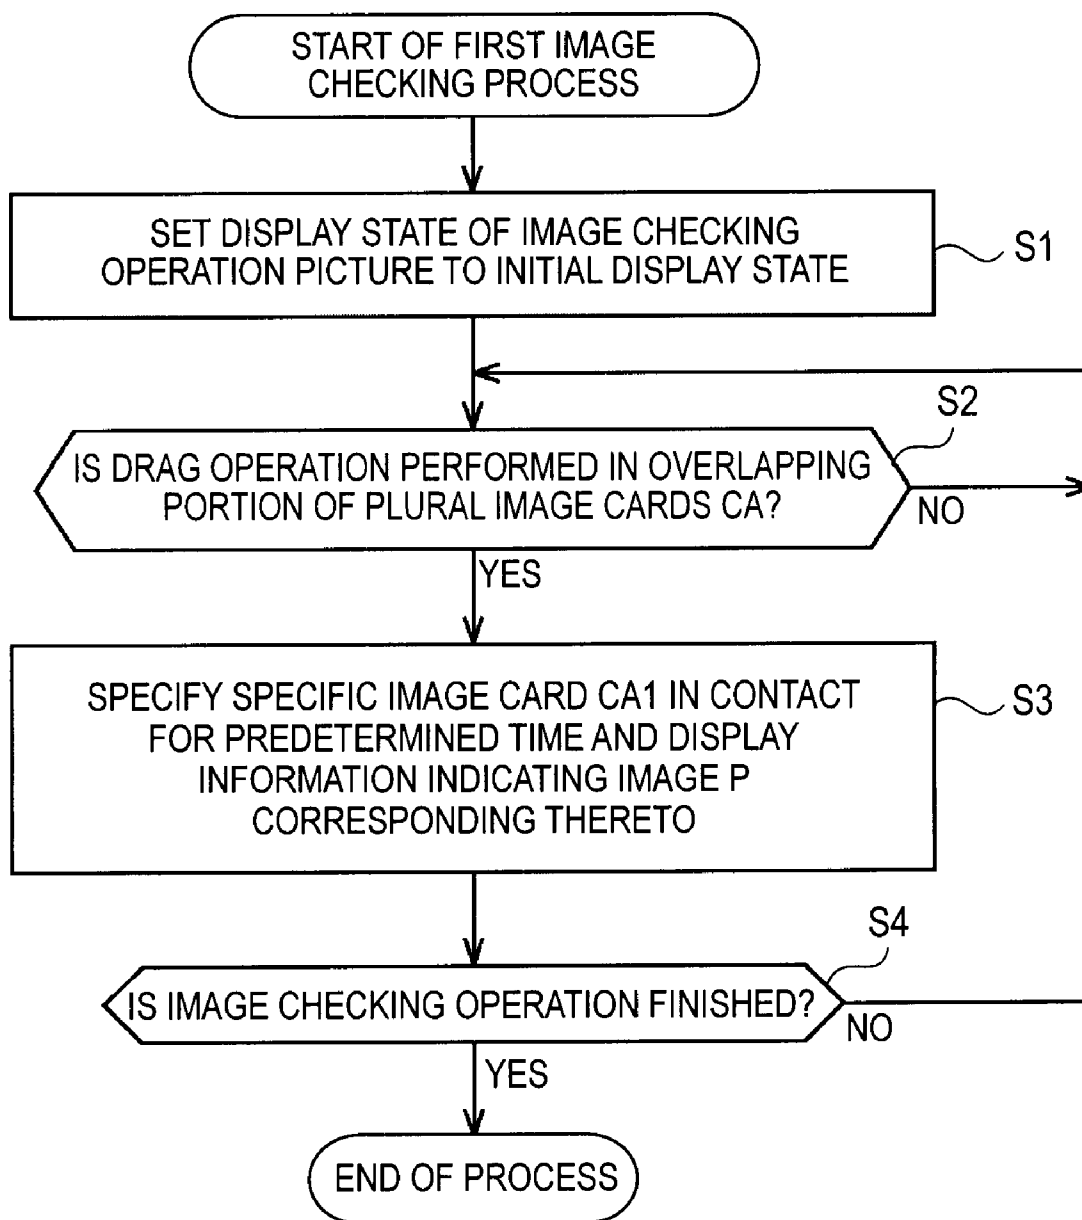 START OF FIRST IMAGE
CHECKING PROCESS
SET DISPLAY STATE OF IMAGE CHECKING
OPERATION PICTURE TO INITIAL DISPLAY STATE
S1
S2
IS DRAG OPERATION PERFORMED IN OVERLAPPING
PORTION OF PLURAL IMAGE CARDS CA?
NO
YES
SPECIFY SPECIFIC IMAGE CARD CA1 IN CONTACT
FOR PREDETERMINED TIME AND DISPLAY
INFORMATION INDICATING IMAGE P
CORRESPONDING THERETO
S3
S4
IS IMAGE CHECKING OPERATION FINISHED?
NO
YES
END OF PROCESS